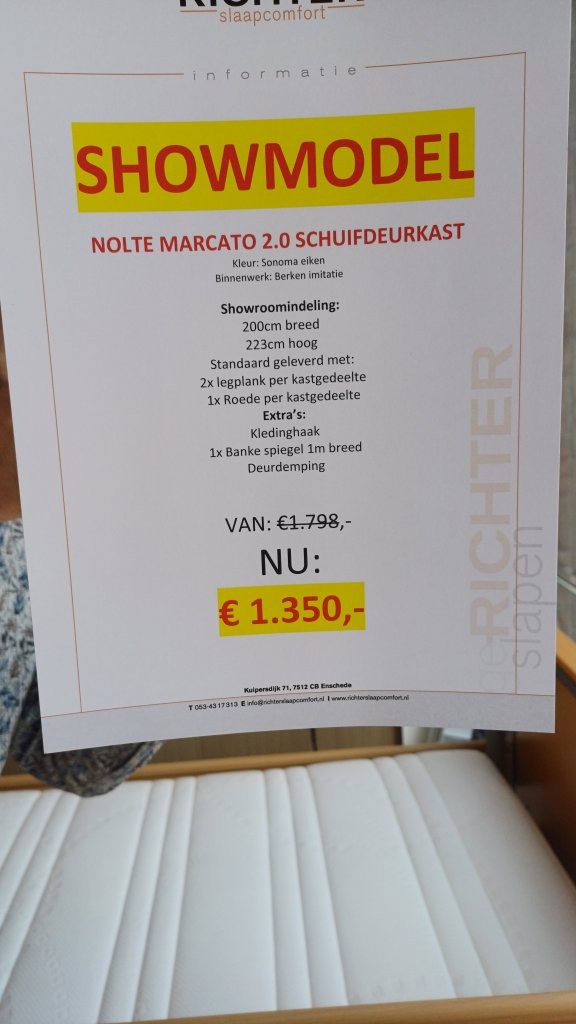 RICHTER
slaapcomfort
informatie
SHOWMODEL
NOLTE MARCATO 2.0 SCHUIFDEURKAST
Kleur: Sonoma eiken
Binnenwerk: Berken imitatie
Showroomindeling:
200cm breed
223cm hoog
Standaard geleverd met:
2x legplank per kastgedeelte
1x Roede per kastgedeelte
Extra's:
Kledinghaak
1x Banke spiegel 1m breed
Deurdemping
VAN: €1.798,-
NU:
€ 1.350,-
deRICHTER
slapen
Kuipersdijk 71, 7512 CB Enschede
T 053-4317313 E info@richterslaapcomfort.nl I www.richterslaapcomfort.nl